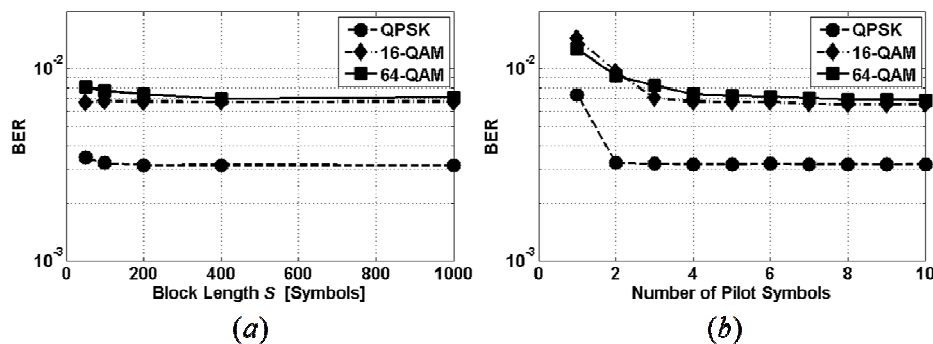 QPSK
16-QAM
64-QAM
10^-2
BER
10^-3
0 200 400 600 800 1000
Block Length S [Symbols]
(a)
QPSK
16-QAM
64-QAM
10^-2
BER
10^-3
0 2 4 6 8 10
Number of Pilot Symbols
(b)